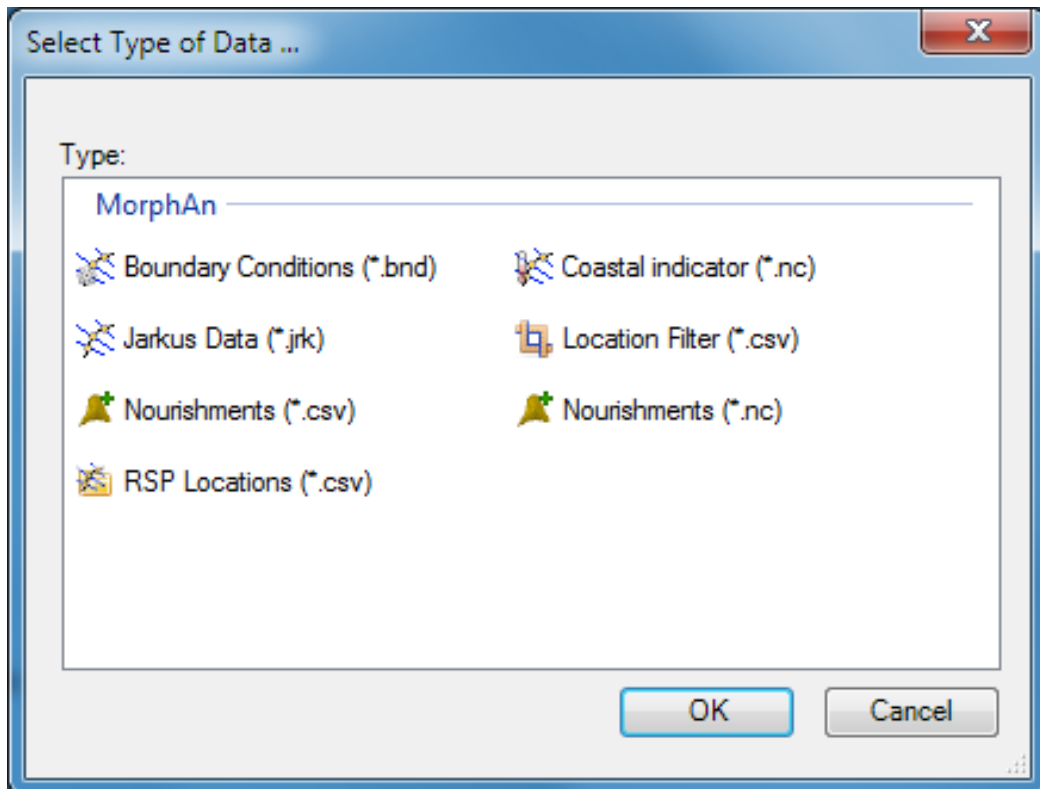 Select Type of Data ...
Type:
MorphAn
Boundary Conditions (*.bnd)
Coastal indicator (*.nc)
Jarkus Data (*.jrk)
Location Filter (*.csv)
Nourishments (*.csv)
Nourishments (*.nc)
RSP Locations (*.csv)
OK
Cancel